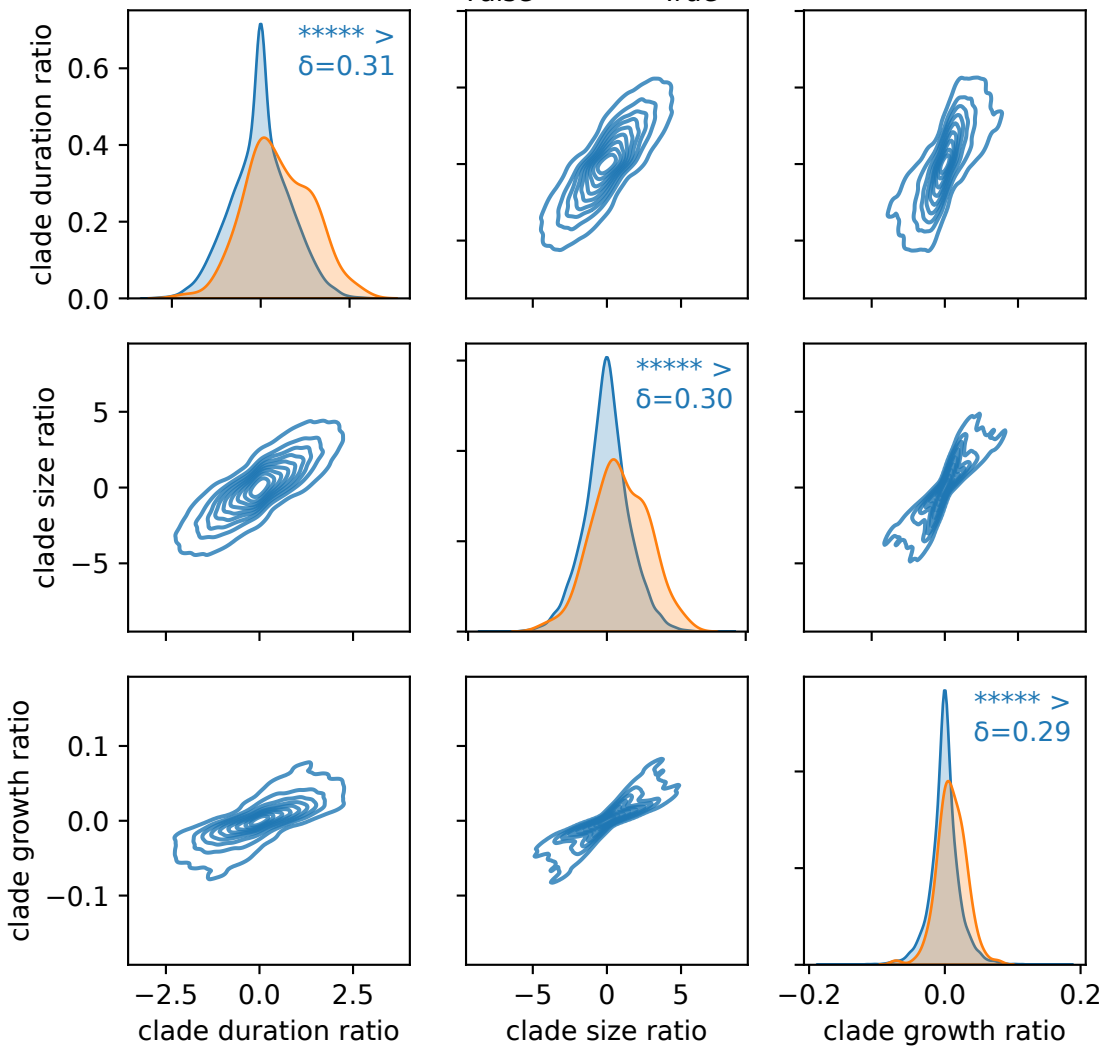 clade duration ratio
0.6
0.4
0.2
0.0
***** >
δ=0.31
clade size ratio
5
0
−5
***** >
δ=0.30
clade growth ratio
0.1
0.0
−0.1
***** >
δ=0.29
−2.5 0.0 2.5
−5 0 5
−0.2 0.0 0.2
clade duration ratio
clade size ratio
clade growth ratio